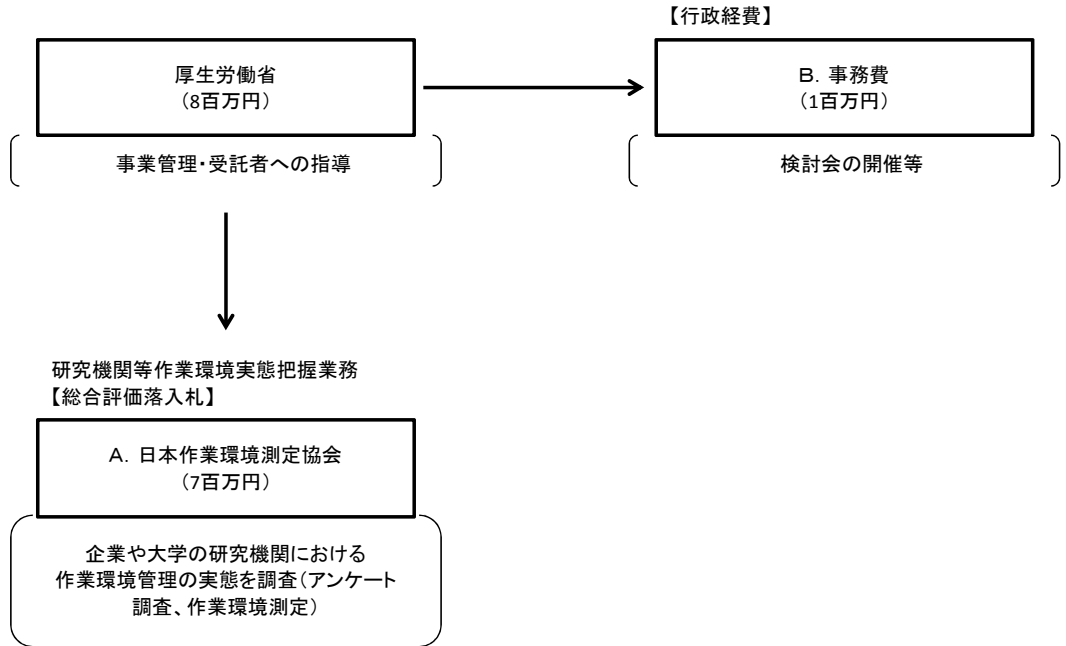 【行政経費】
厚生労働省
（8百万円）
Ｂ．事務費
（1百万円）
事業管理・受託者への指導
検討会の開催等
研究機関等作業環境実態把握業務
【総合評価落入札】
Ａ．日本作業環境測定協会
（7百万円）
企業や大学の研究機関における
作業環境管理の実態を調査（アンケート
調査、作業環境測定）